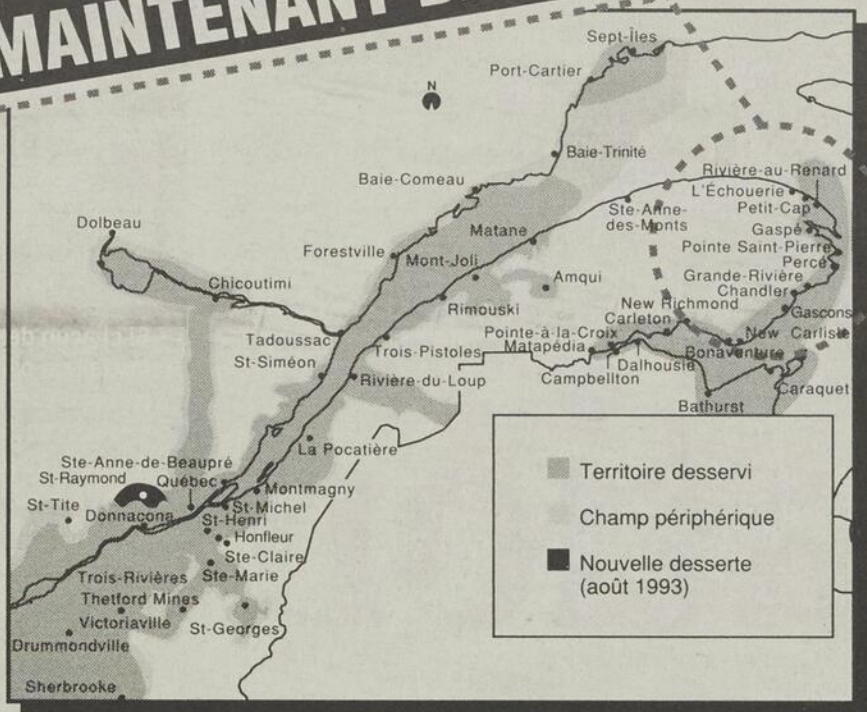 MAINTENANT
N
Sept-Îles
Port-Cartier
Baie-Trinité
Baie-Comeau
Rivière-au-Renard
L'Échouerie
Petit-Cap
Ste-Anne-
des-Monts
Gaspé
Pointe Saint-Pierre
Percé
Grande-Rivière
Chandler
Gascons
New Richmond
Carleton
New Carlisle
Bonaventure
Pointe-à-la-Croix
Matapédia
Campbellton
Dalhousie
Caraquet
Bathurst
Dolbeau
Chicoutimi
Forestville
Matane
Mont-Joli
Amqui
Rimouski
Tadoussac
Trois-Pistoles
St-Siméon
Rivière-du-Loup
La Pocatière
Ste-Anne-de-Beaupré
St-Raymond
Québec
Montmagny
St-Tite
Donnacona
St-Michel
St-Henri
Honfleur
Ste-Claire
Ste-Marie
Trois-Rivières
Thetford Mines
Victoriaville
St-Georges
Drummondville
Sherbrooke
Territoire desservi
Champ périphérique
Nouvelle desserte
(août 1993)